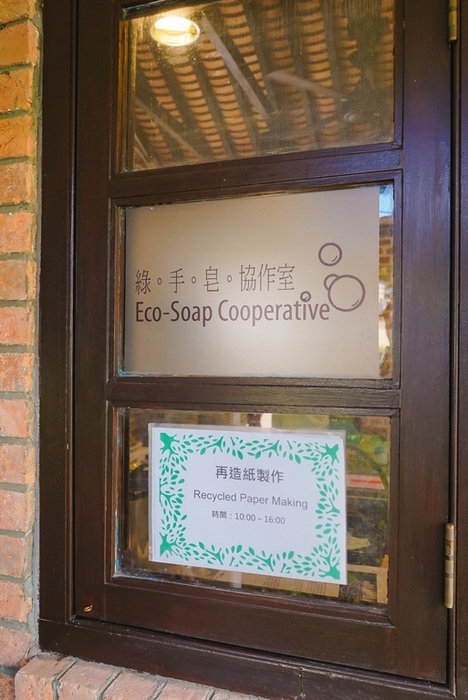 綠。手。皂。協作室
Eco-Soap Cooperative
再造紙製作
Recycled Paper Making
時間：10:00 – 16:00